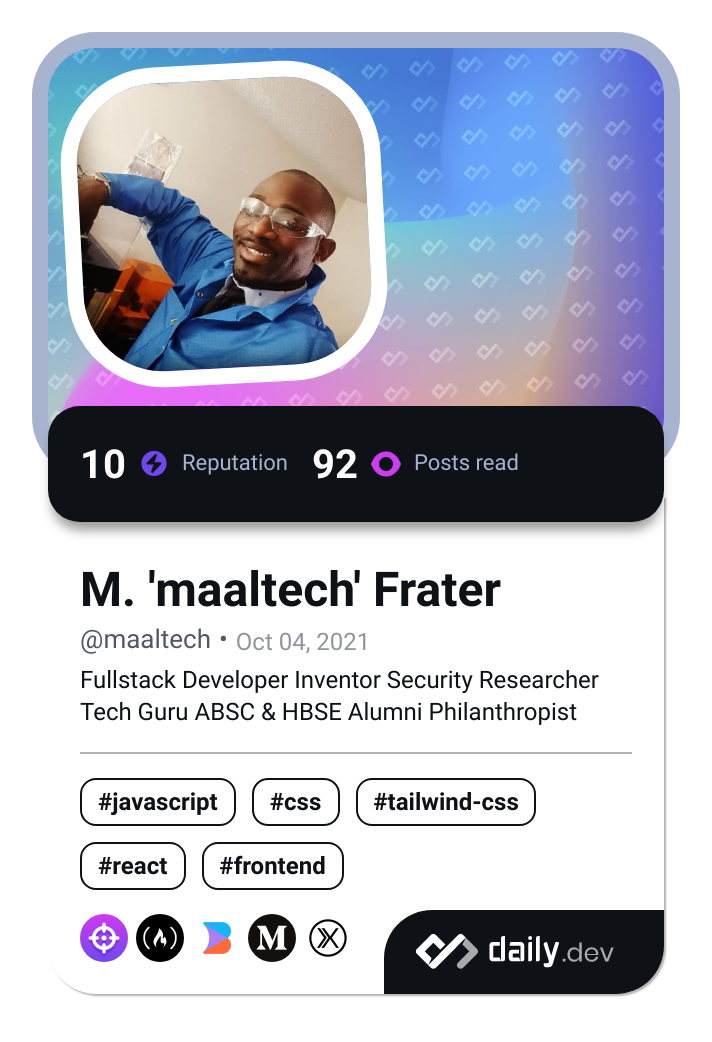 10 Reputation 92 Posts read
M. 'maaltech' Frater
@maaltech • Oct 04, 2021
Fullstack Developer Inventor Security Researcher
Tech Guru ABSC & HBSE Alumni Philanthropist
#javascript #css #tailwind-css
#react #frontend
M
daily.dev